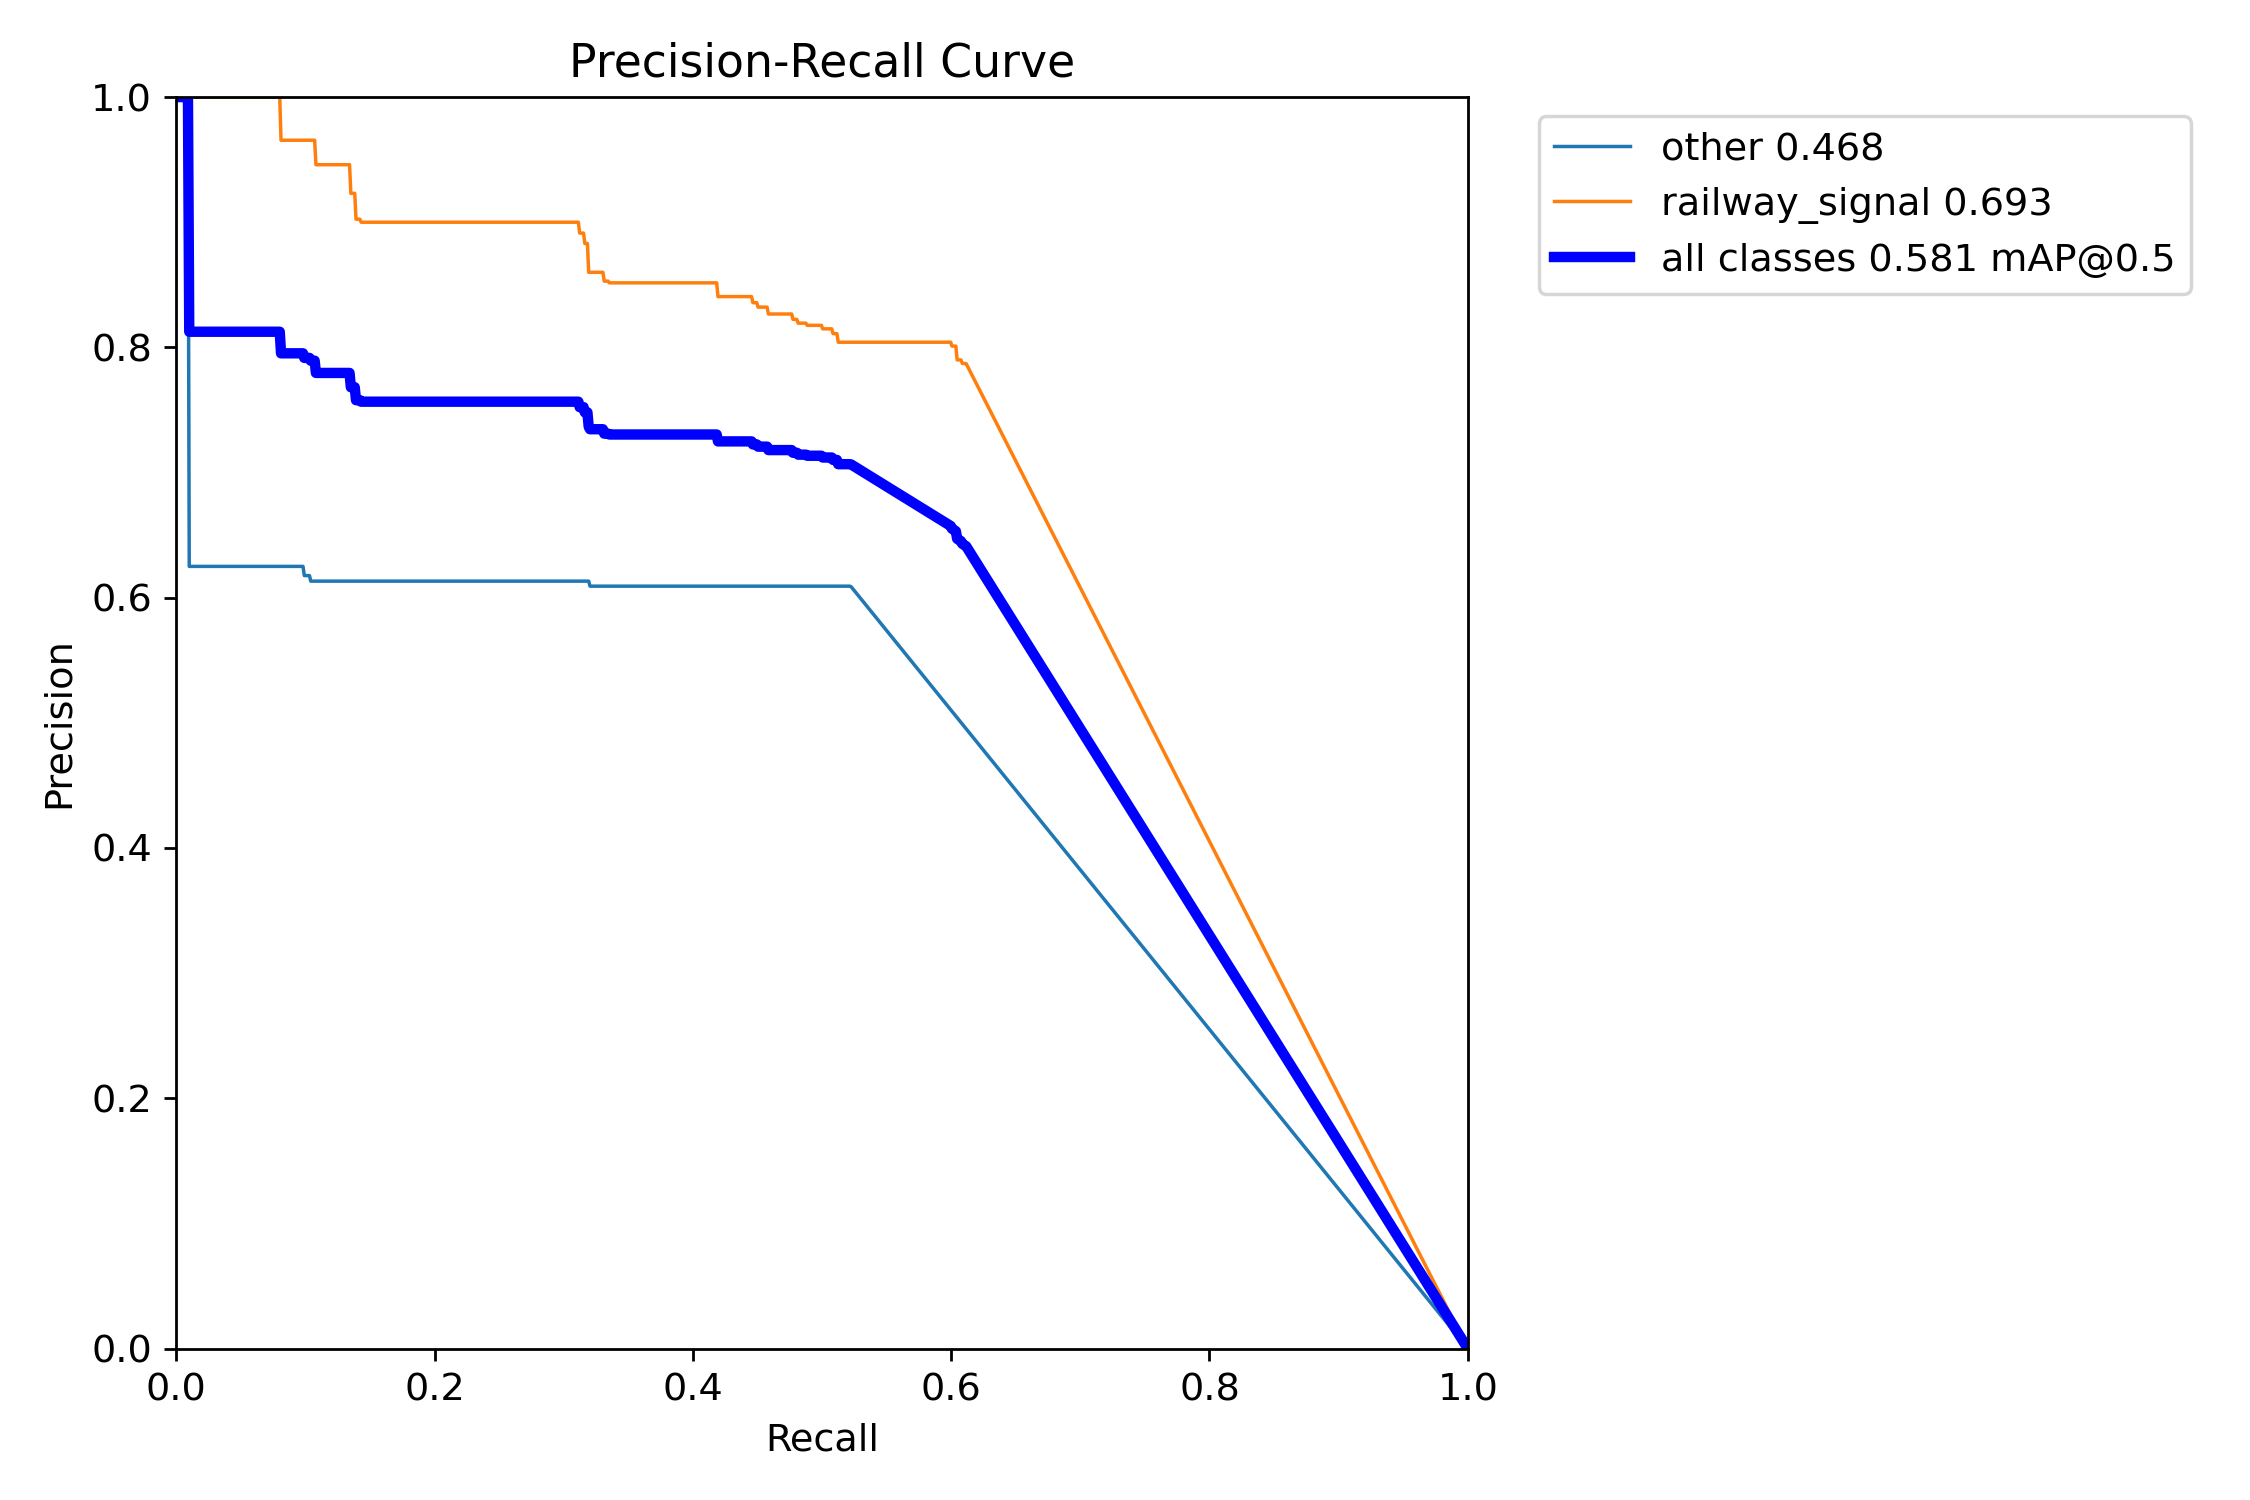 Precision-Recall Curve
1.0
0.8
0.6
0.4
0.2
0.0
Precision
0.0 0.2 0.4 0.6 0.8 1.0
Recall
other 0.468
railway_signal 0.693
all classes 0.581 mAP@0.5